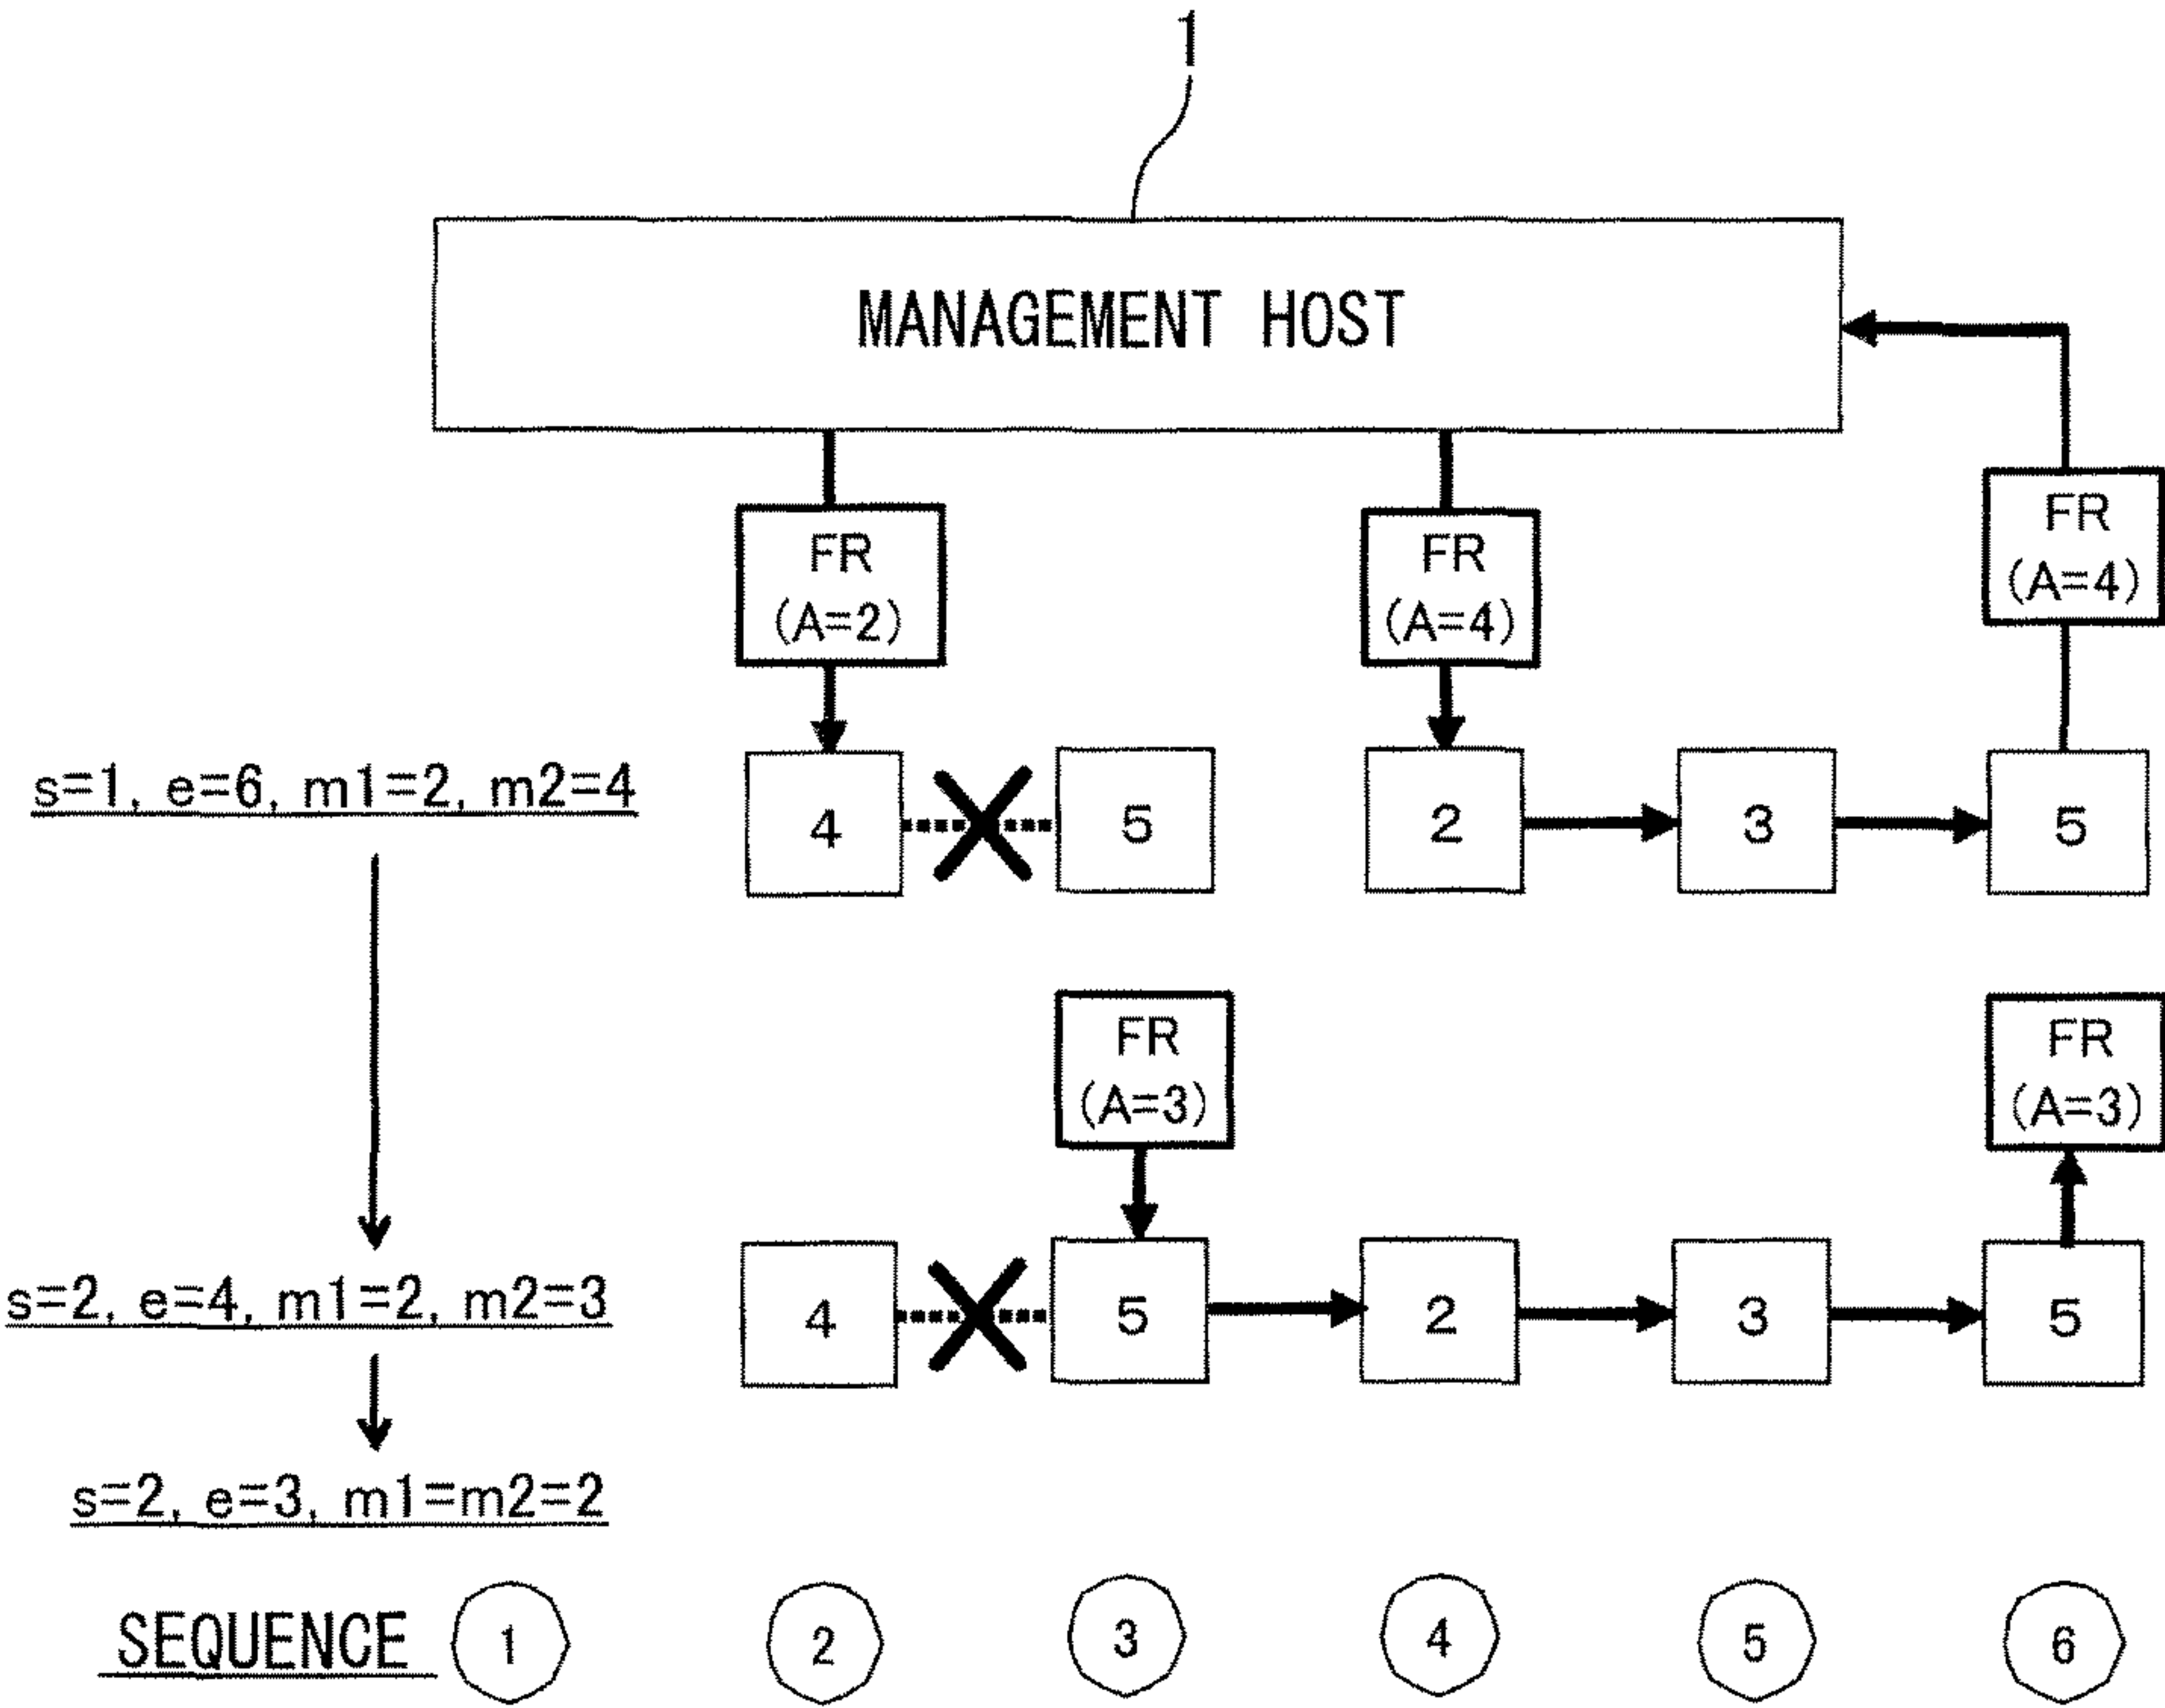 1
MANAGEMENT HOST
FR
(A=2)
FR
(A=4)
FR
(A=4)
s=1, e=6, m1=2, m2=4
4
5
2
3
5
FR
(A=3)
FR
(A=3)
s=2, e=4, m1=2, m2=3
4
5
2
3
5
s=2, e=3, m1=m2=2
SEQUENCE 1 2 3 4 5 6